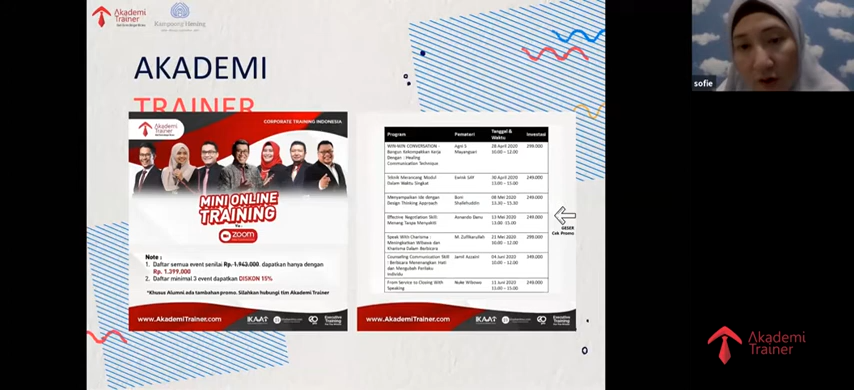 Akademi
Trainer
Kampoeng Hening
AKADEMI
TRAINER
Akademi
Trainer
CORPORATE TRAINING INDONESIA
MINI ONLINE
TRAINING
Via :
zoom
Note :
1. Daftar semua event senilai Rp. 1.943.000 dapatkan hanya dengan
Rp. 1.399.000
2. Daftar minimal 3 event dapatkan DISKON 15%
*Khusus Alumni ada tambahan promo. Silahkan hubungi tim Akademi Trainer
www.AkademiTrainer.com
IKAAT
Program Pemateri Tanggal & Waktu Investasi
WIN-WIN CONVERSATION - Bangun Kekompakkan Kerja Dengan : Healing Communication Technique Agni S Mayangsari 28 April 2020 10.00 - 12.00 299.000
Teknik Merancang Modul Dalam Waktu Singkat 30 April 2020 13.00 - 15.00 249.000
Menyampaikan Ide dengan Design Thinking Approach 08 Mei 2020 13.30 - 15.30 249.000
Effective Negotiation Skill: Menang Tanpa Menyakiti 13 Mei 2020 13.00 - 15.00 249.000
Speak With Charisma - Meningkatkan Wibawa dan Kharisma Dalam Berbicara M. Zulfikarullah 21 Mei 2020 10.00 - 12.00 299.000
Counseling Communication Skill : Berbicara Menenangkan Hati dan Mengubah Perilaku Individu Jamil Azzaini 04 Juni 2020 10.00 - 12.00 349.000
From Service to Closing With Speaking Nuke Wibowo 11 Juni 2020 13.00 - 15.00 249.000
GESER
Cek Promo
www.AkademiTrainer.com
IKAAT
sofie
Akademi
Trainer